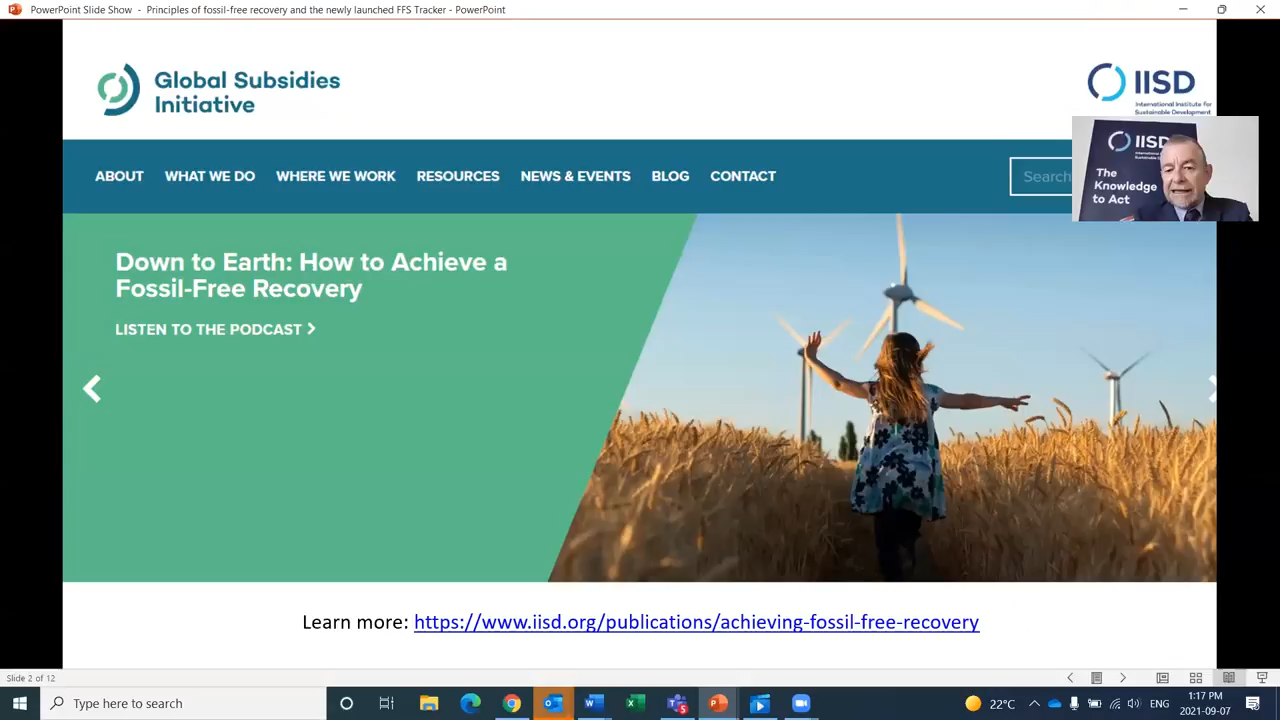 PowerPoint Slide Show - Principles of fossil-free recovery and the newly launched FFS Tracker - PowerPoint
Global Subsidies
Initiative
IISD
International Institute for
Sustainable Development
ABOUT WHAT WE DO WHERE WE WORK RESOURCES NEWS & EVENTS BLOG CONTACT
Search
IISD
The
Knowledge
to Act
Down to Earth: How to Achieve a
Fossil-Free Recovery
LISTEN TO THE PODCAST
Learn more: https://www.iisd.org/publications/achieving-fossil-free-recovery
Slide 2 of 12
Type here to search
22°C
ENG
1:17 PM
2021-09-07